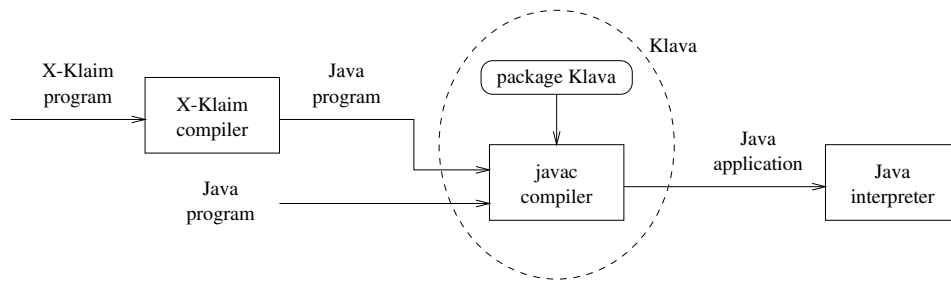 Klava
X-Klaim
program
Java
program
package Klava
X-Klaim
compiler
Java
application
javac
compiler
Java
interpreter
Java
program